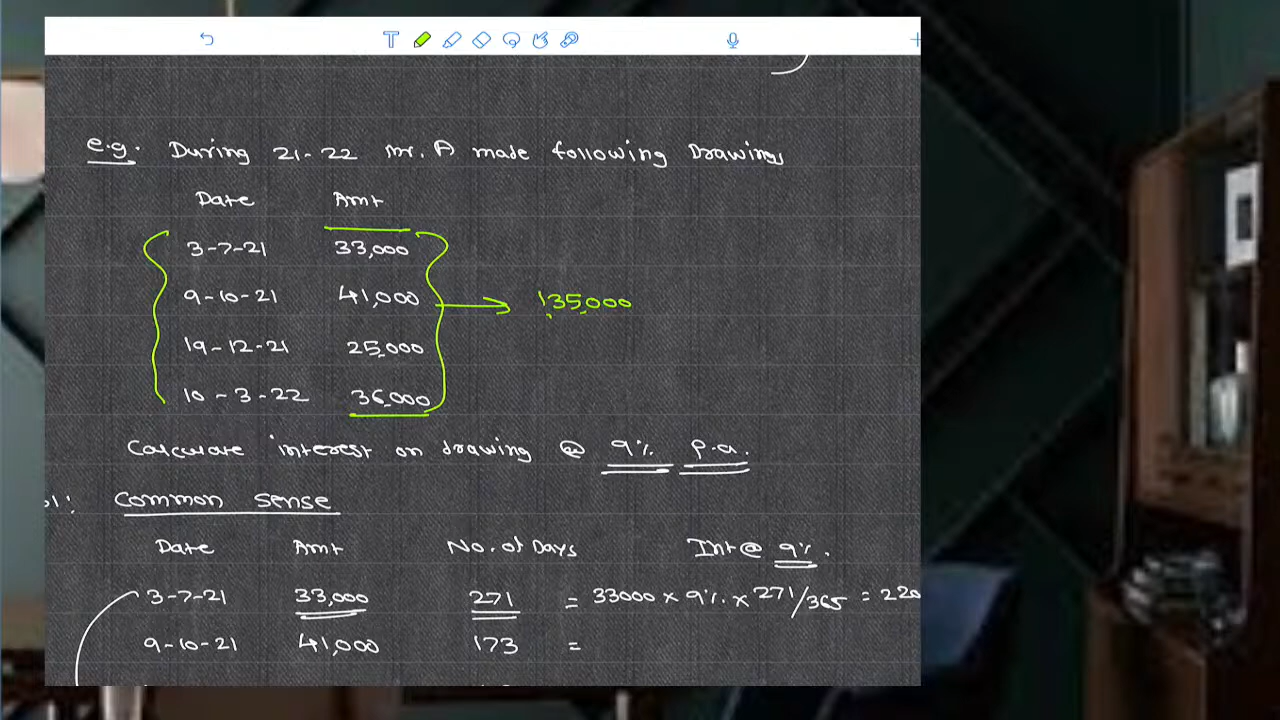 e.g. During 21-22 Mr. A made following Drawings
Date Amt
3-7-21 33,000
9-10-21 41,000 → 135,000
19-12-21 25,000
10-3-22 36,000
Calculate interest on drawing @ 9% p.a.
ol: Common Sense
Date Amt No. of Days Int@ 9%.
3-7-21 33,000 271 = 33000 x 9% x 271/365 = 220
9-10-21 41,000 173 =